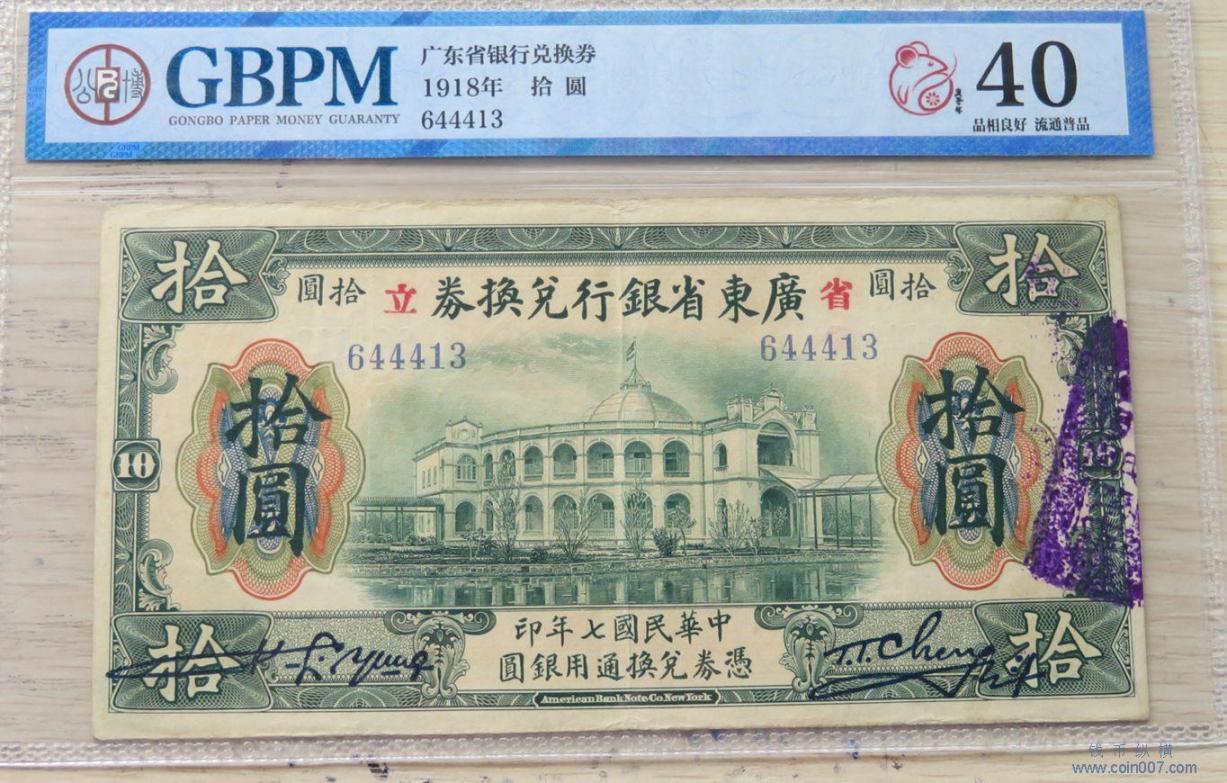 公 博
GBPM
GONGBO PAPER MONEY GUARANTY
广东省银行兑换券
1918年 拾 圆
644413
40
品相良好 流通普品
拾
拾
圓拾 立 券換兌行銀省東廣 省 圓拾
644413
644413
拾圓
拾圓
10
印年七國民華中
圓銀用通換兌券憑
拾
拾
T.T. Cheng
American Bank Note Co. New York
钱币纵横
www.coin007.com